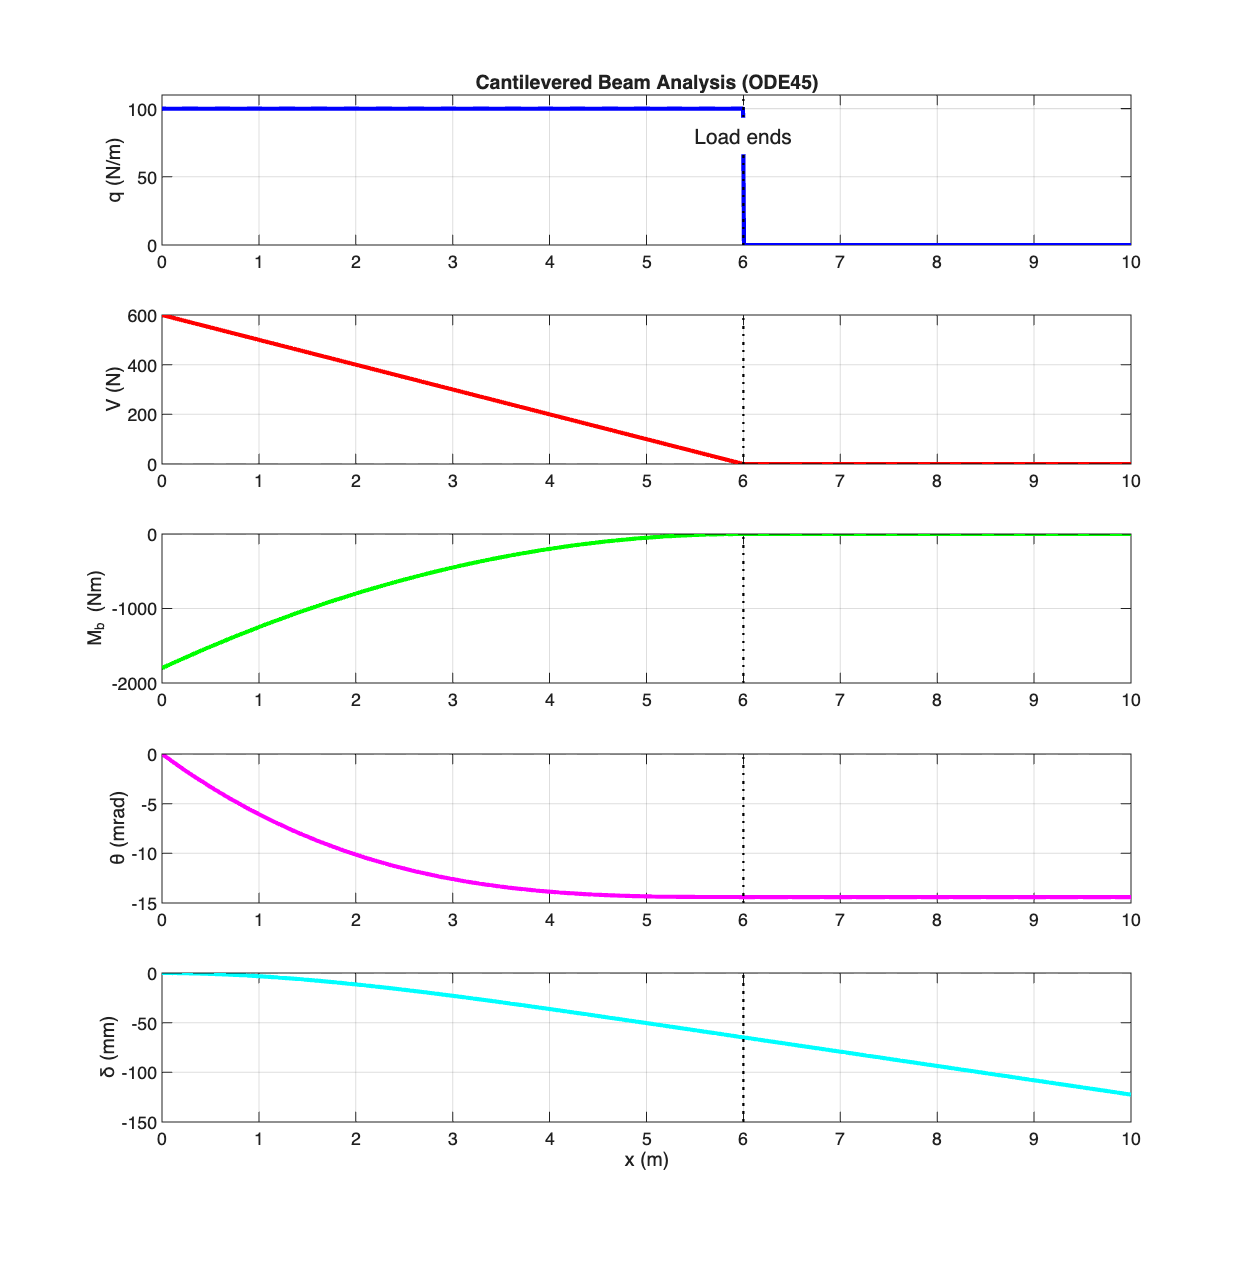 Cantilevered Beam Analysis (ODE45)
q (N/m)
100
50
0
Load ends
0 1 2 3 4 5 6 7 8 9 10
V (N)
600
400
200
0
0 1 2 3 4 5 6 7 8 9 10
M_b (Nm)
0
-1000
-2000
0 1 2 3 4 5 6 7 8 9 10
θ (mrad)
0
-5
-10
-15
0 1 2 3 4 5 6 7 8 9 10
δ (mm)
0
-50
-100
-150
0 1 2 3 4 5 6 7 8 9 10
x (m)